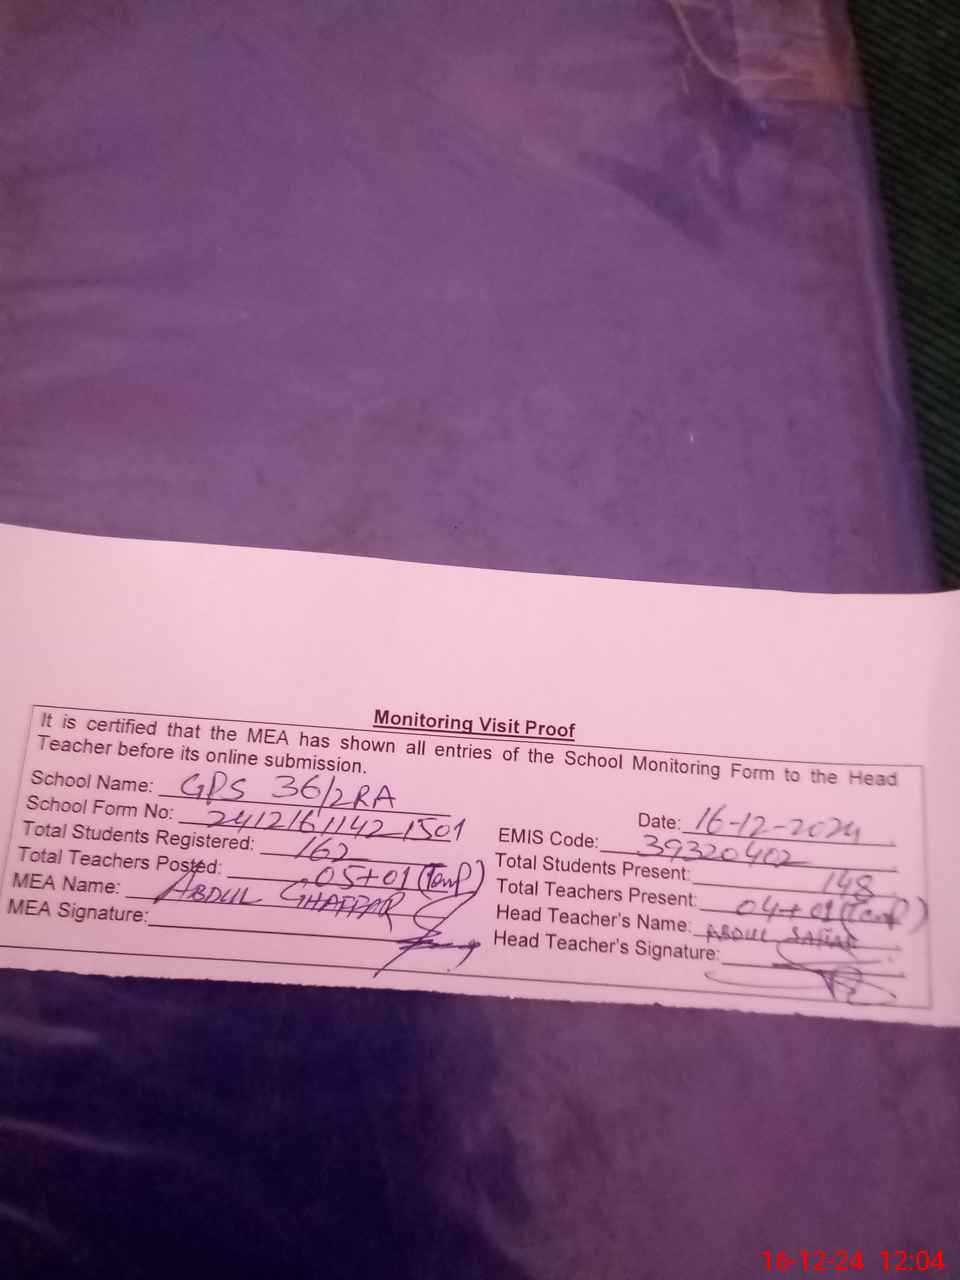 Monitoring Visit Proof
It is certified that the MEA has shown all entries of the School Monitoring Form to the Head
Teacher before its online submission.
School Name: GPS 36/2RA
Date: 16-12-2024
School Form No: 24121611421501
EMIS Code: 39320402
Total Students Registered: 162
Total Students Present: 148
Total Teachers Posted: 05+01 (Temp)
Total Teachers Present: 04+01 (Temp)
MEA Name: ABDUL GHAFFAR
Head Teacher's Name: ABDUL
MEA Signature:
Head Teacher's Signature:
16-12-24 12:04